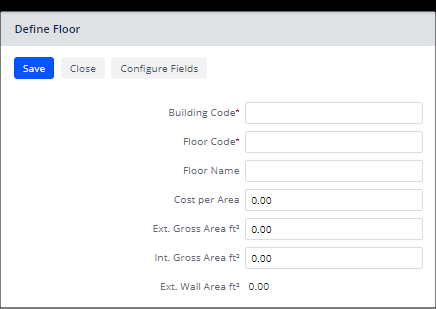 Define Floor
Save Close Configure Fields
Building Code*
Floor Code*
Floor Name
Cost per Area 0.00
Ext. Gross Area ft² 0.00
Int. Gross Area ft² 0.00
Ext. Wall Area ft² 0.00